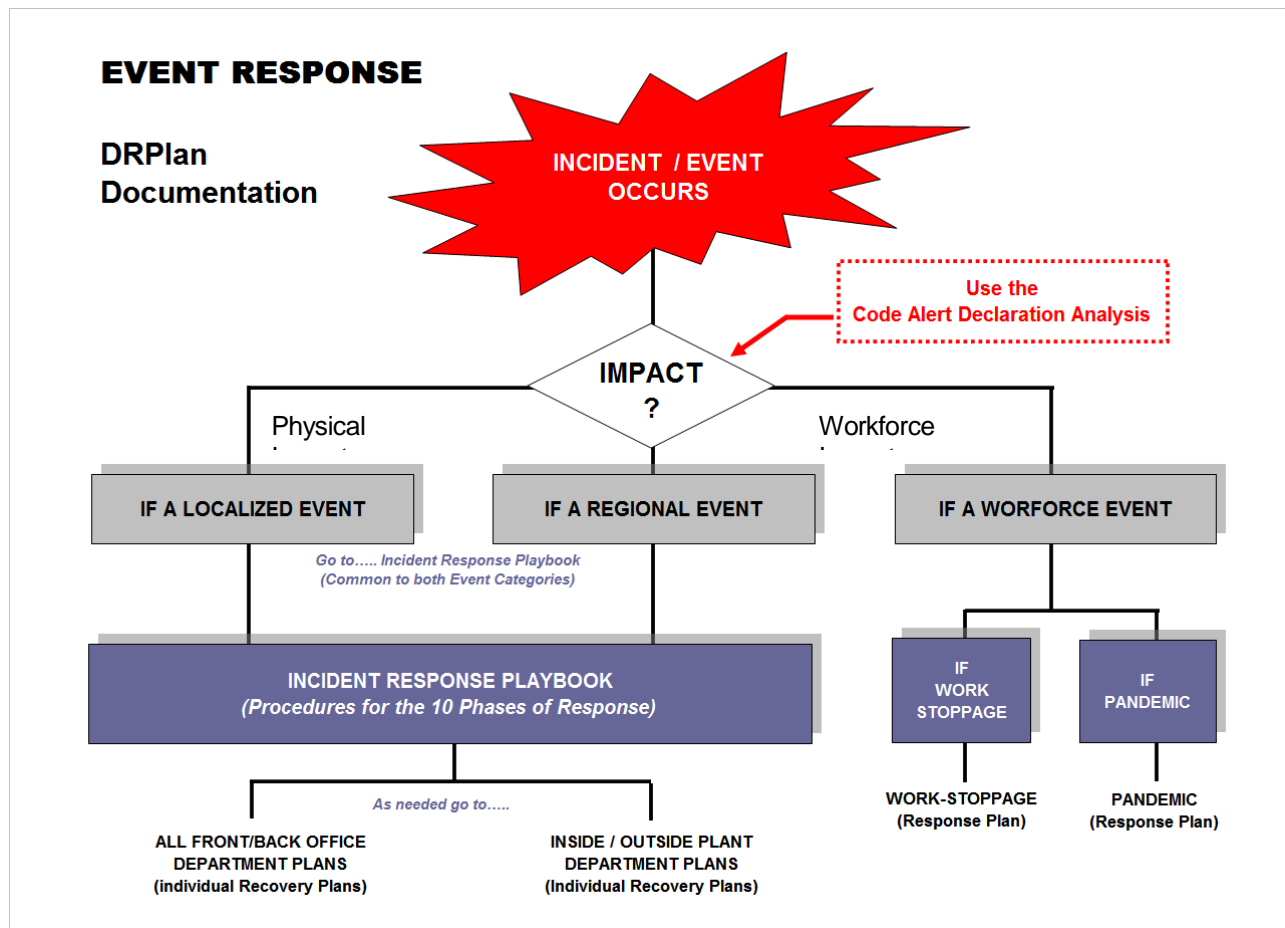 EVENT RESPONSE
DRPlan
Documentation
INCIDENT / EVENT
OCCURS
Use the
Code Alert Declaration Analysis
IMPACT
?
Physical
Workforce
IF A LOCALIZED EVENT
IF A REGIONAL EVENT
IF A WORFORCE EVENT
Go to..... Incident Response Playbook
(Common to both Event Categories)
INCIDENT RESPONSE PLAYBOOK
(Procedures for the 10 Phases of Response)
IF
WORK
STOPPAGE
IF
PANDEMIC
As needed go to.....
WORK-STOPPAGE
(Response Plan)
PANDEMIC
(Response Plan)
ALL FRONT/BACK OFFICE
DEPARTMENT PLANS
(individual Recovery Plans)
INSIDE / OUTSIDE PLANT
DEPARTMENT PLANS
(Individual Recovery Plans)